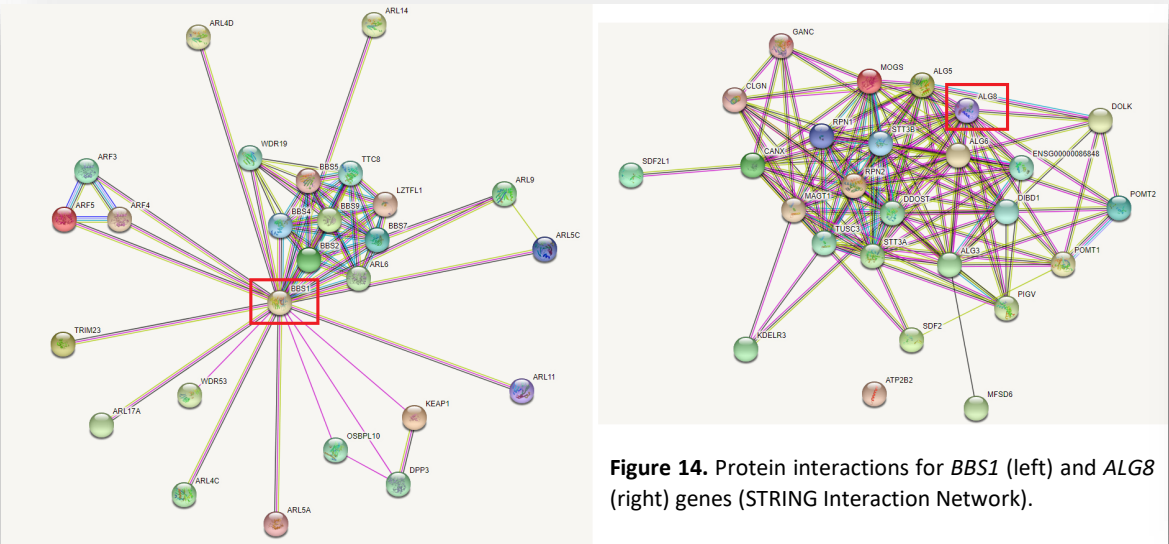 ARL4D
ARL14
WDR19
BBS5
TTC8
LZTFL1
ARF3
ARF5
ARF4
BBS4
BBS9
BBS7
BBS2
ARL6
ARL9
ARL5C
BBS1
TRIM23
WDR53
ARL17A
ARL11
KEAP1
OSBPL10
DPP3
ARL4C
ARL5A
GANC
MOGS
ALG5
CLGN
ALG8
DOLK
RPN1
STT3B
ALG6
SDF2L1
CANX
ENSG00000086848
RPN2
MAGT1
DDOST
DIBD1
POMT2
TUSC3
STT3A
ALG3
POMT1
PIGV
KDELR3
SDF2
ATP2B2
MFSD6
Figure 14. Protein interactions for BBS1 (left) and ALG8
(right) genes (STRING Interaction Network).